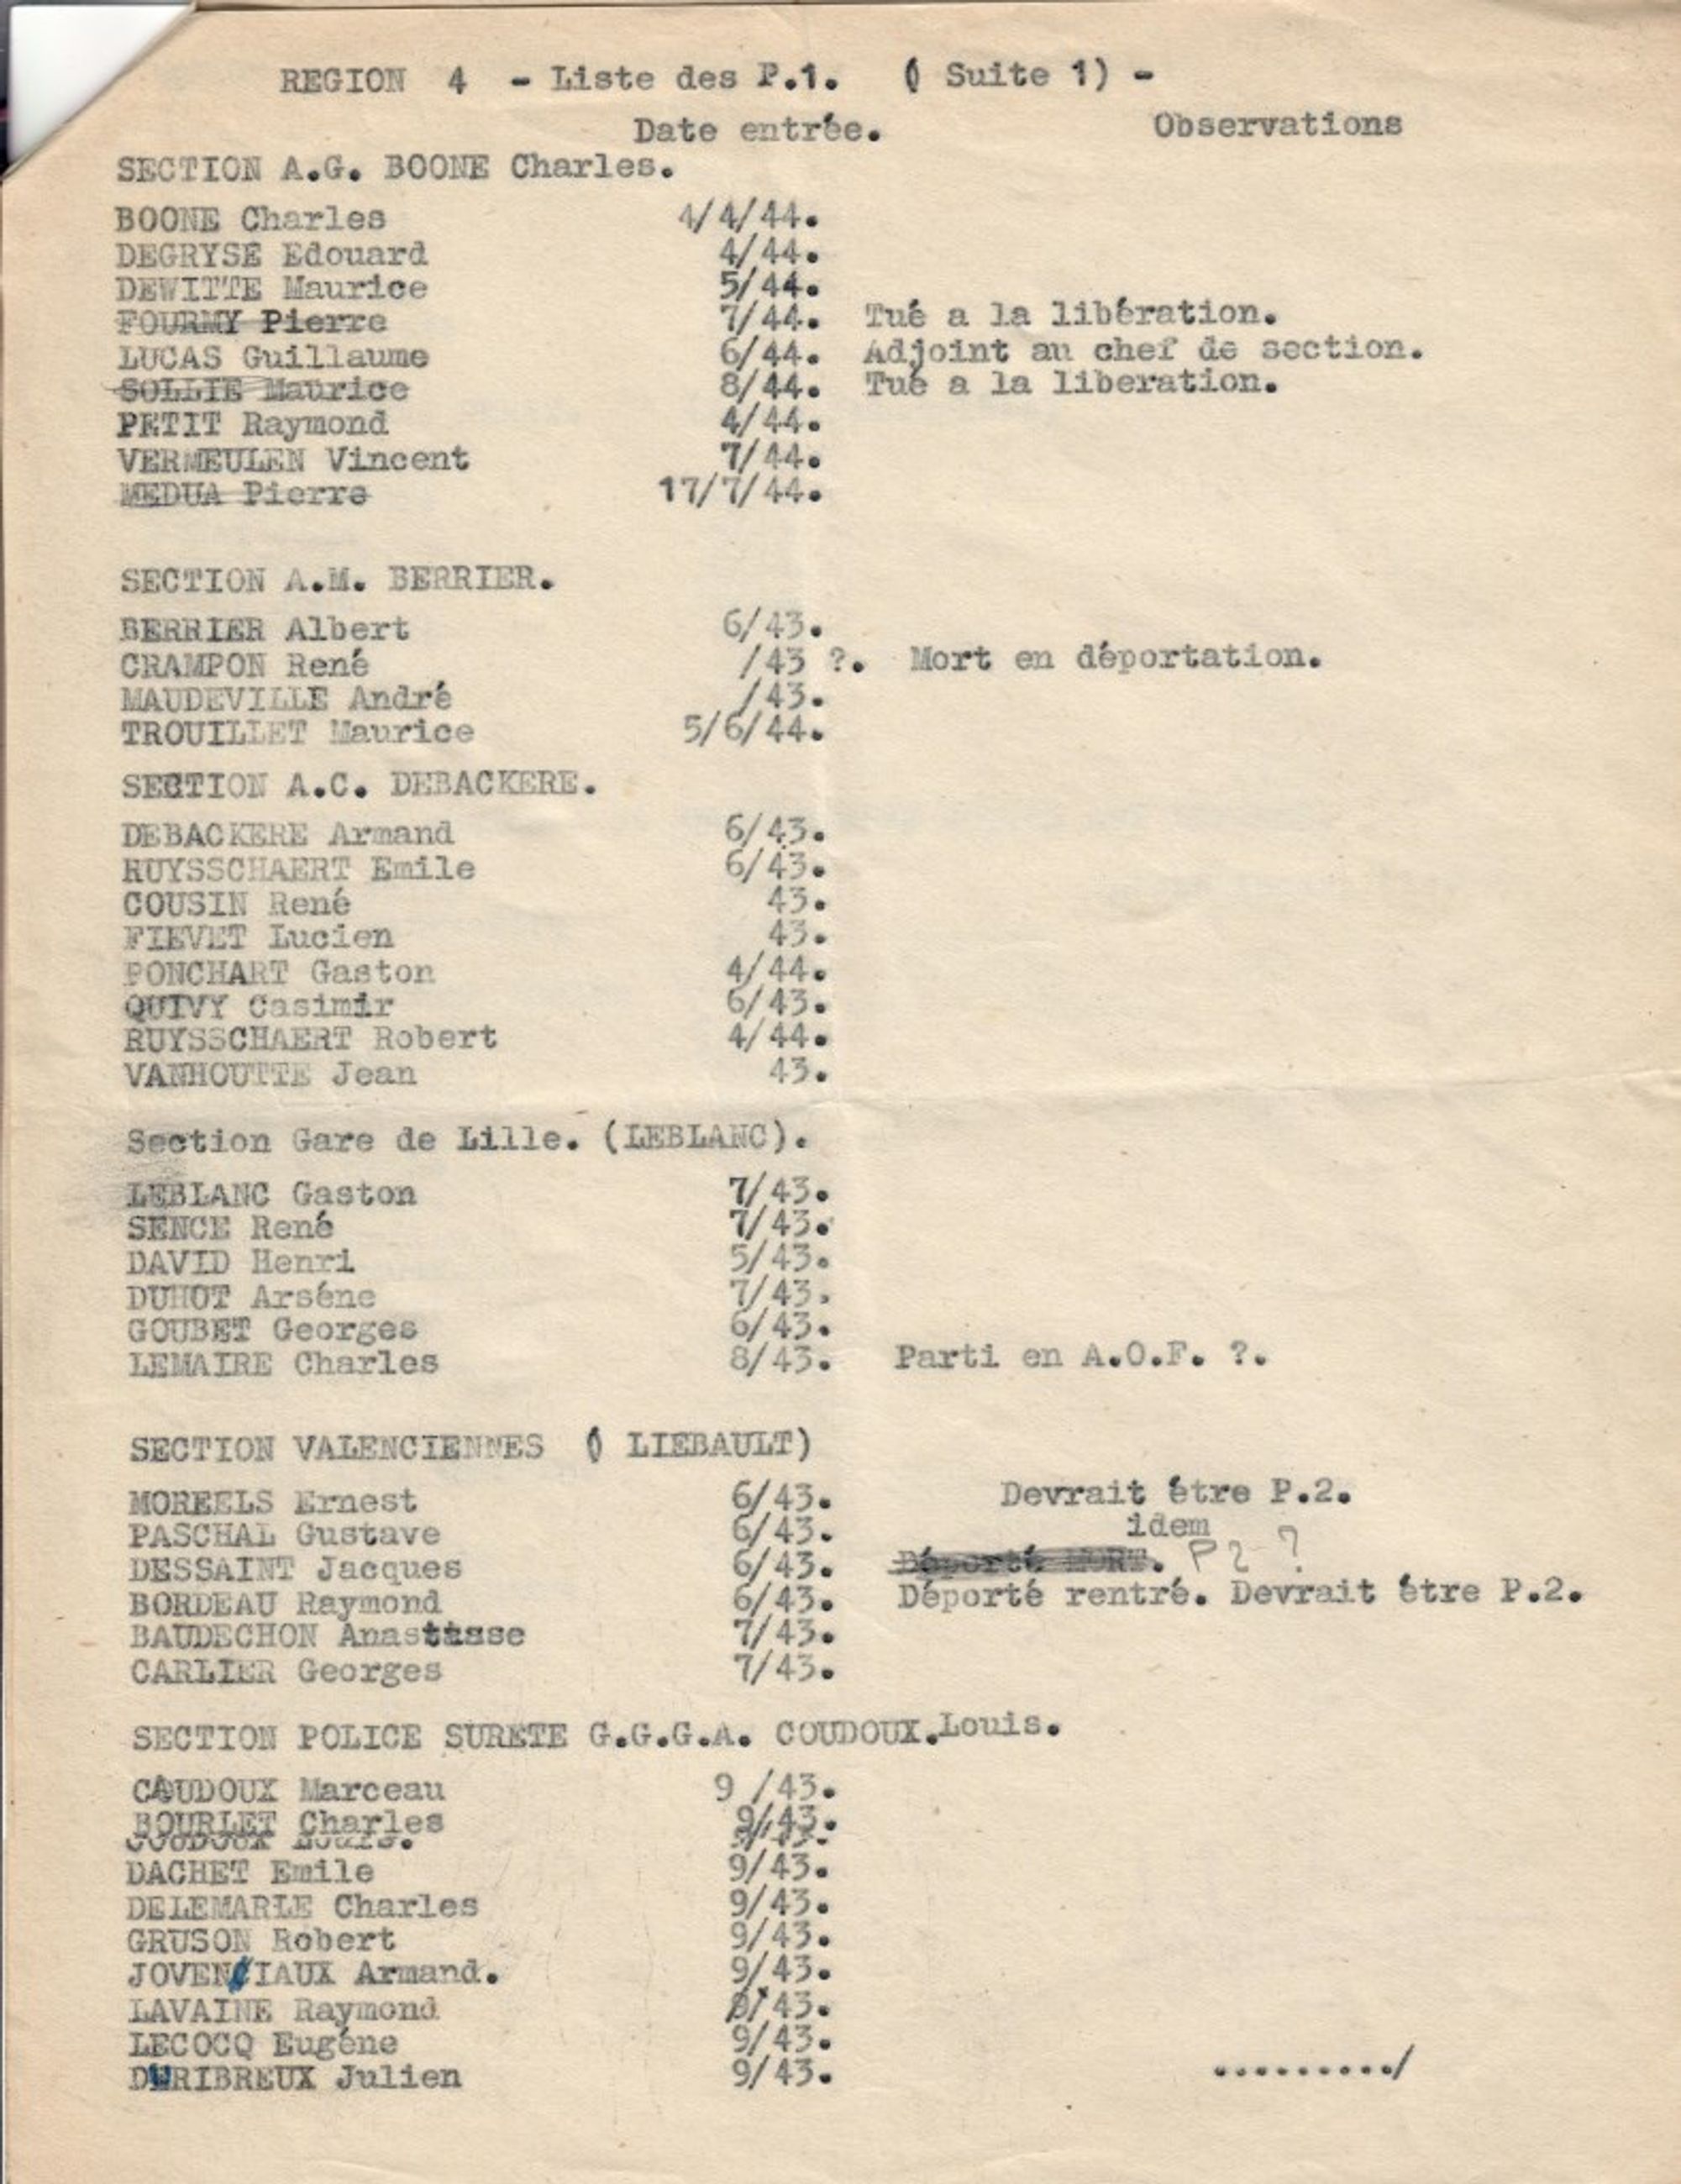 REGION 4 - Liste des P.1. ( Suite 1) -
Date entrée. Observations
SECTION A.G. BOONE Charles.
BOONE Charles 4/4/44.
DEGRYSE Edouard 4/44.
DEWITTE Maurice 5/44.
FOURMY Pierre 7/44. Tué a la libération.
LUCAS Guillaume 6/44. Adjoint au chef de section.
SOLLIE Maurice 8/44. Tué a la liberation.
PETIT Raymond 4/44.
VERMEULEN Vincent 7/44.
MEDUA Pierre 17/7/44.
SECTION A.M. BERRIER.
BERRIER Albert 6/43.
CRAMPON René /43 ?. Mort en déportation.
MAUDEVILLE André /43.
TROUILLET Maurice 5/6/44.
SECTION A.C. DEBACKERE.
DEBACKERE Armand 6/43.
RUYSSCHAERT Emile 6/43.
COUSIN René 43.
FIEVET Lucien 43.
PONCHART Gaston 4/44.
QUIVY Casimir 6/43.
RUYSSCHAERT Robert 4/44.
VANHOUTTE Jean 43.
Section Gare de Lille. (LEBLANC).
LEBLANC Gaston 7/43.
SENCE René 7/43.
DAVID Henri 5/43.
DUHOT Arséne 7/43.
GOUBET Georges 6/43.
LEMAIRE Charles 8/43. Parti en A.O.F. ?.
SECTION VALENCIENNES ( LIEBAULT)
MOREELS Ernest 6/43. Devrait étre P.2.
PASCHAL Gustave 6/43. idem
DESSAINT Jacques 6/43. Déporté MORT. P2 ?
BORDEAU Raymond 6/43. Déporté rentré. Devrait étre P.2.
BAUDECHON Anastasse 7/43.
CARLIER Georges 7/43.
SECTION POLICE SURETE G.G.G.A. COUDOUX.Louis.
CAUDOUX Marceau 9 /43.
BOURLET Charles 9/43.
COUDOUX Louis. 9/43.
DACHET Emile 9/43.
DELEMARLE Charles 9/43.
GRUSON Robert 9/43.
JOVENCIAUX Armand. 9/43.
LAVAINE Raymond /43.
LECOCQ Eugéne 9/43.
DURIBREUX Julien 9/43. ........./